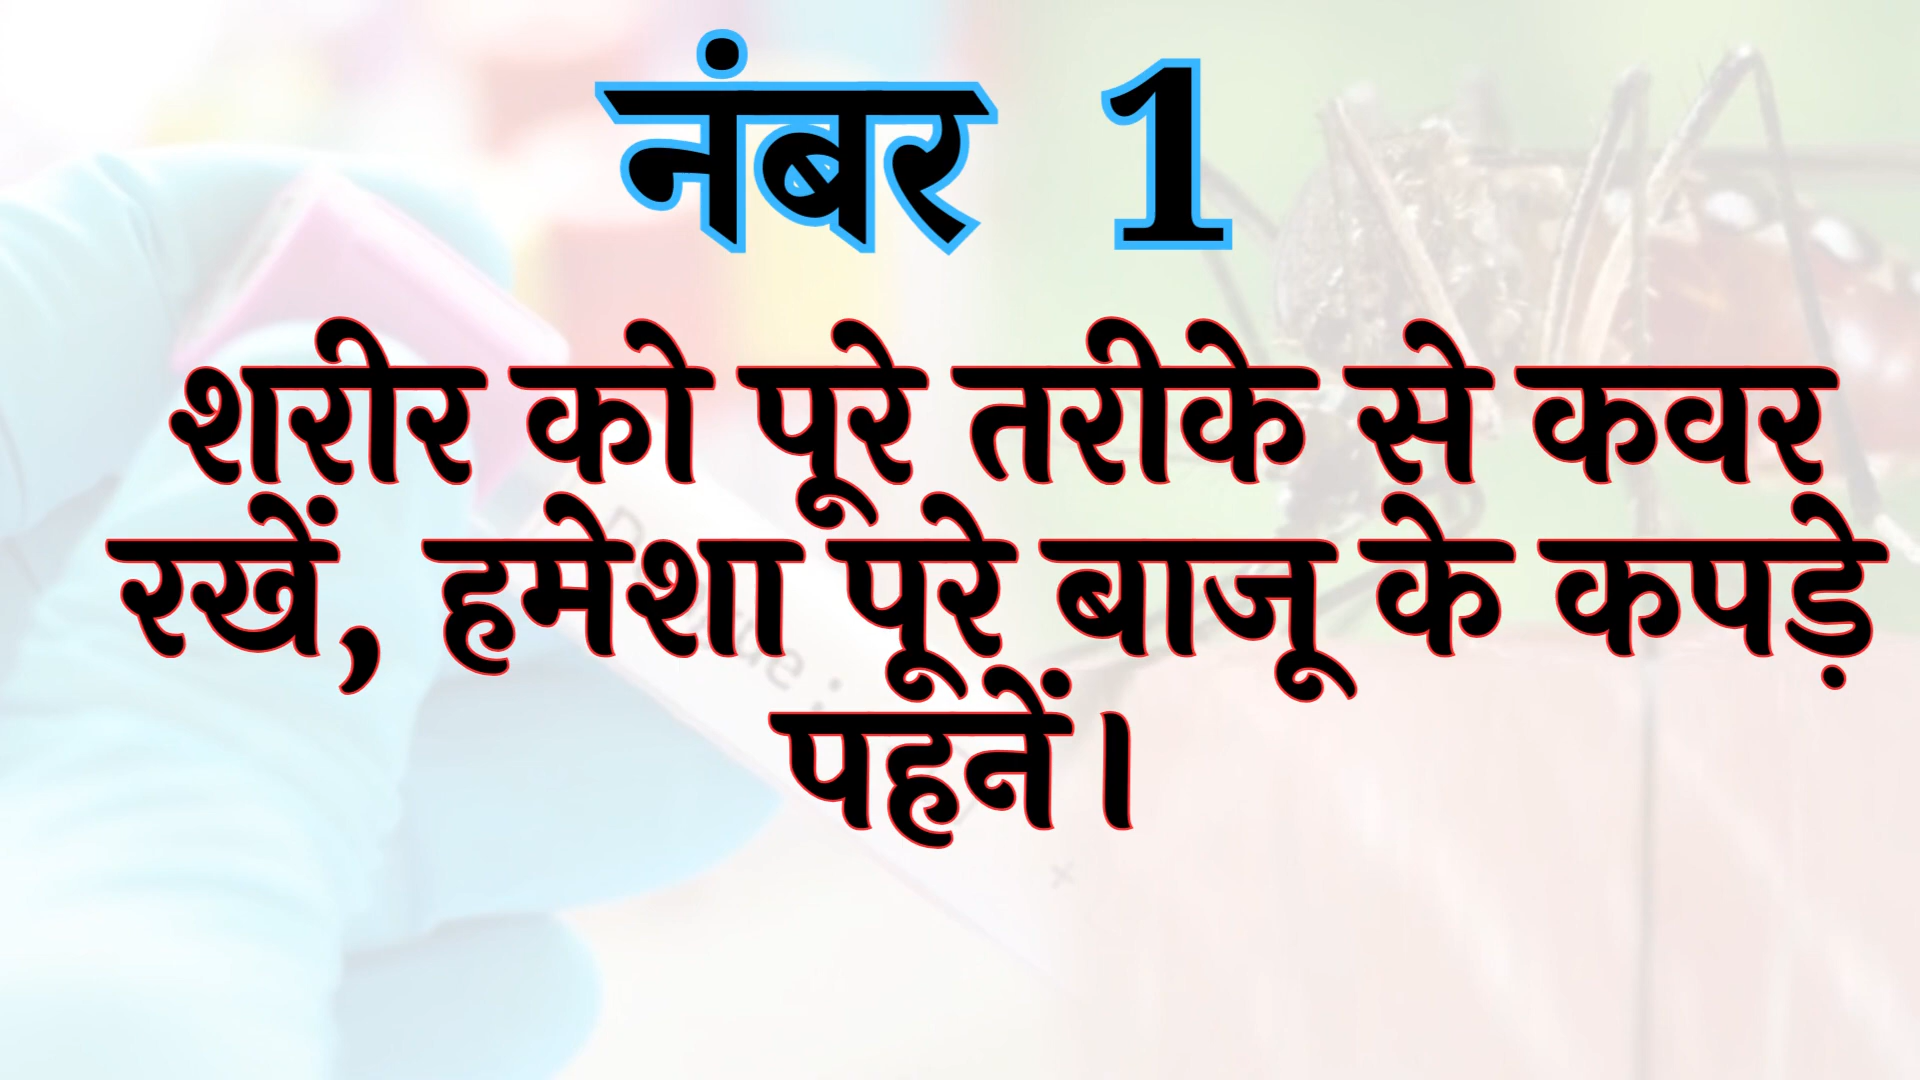 नंबर 1
शरीर को पूरे तरीके से कवर
रखें, हमेशा पूरे बाजू के कपड़े
पहनें।